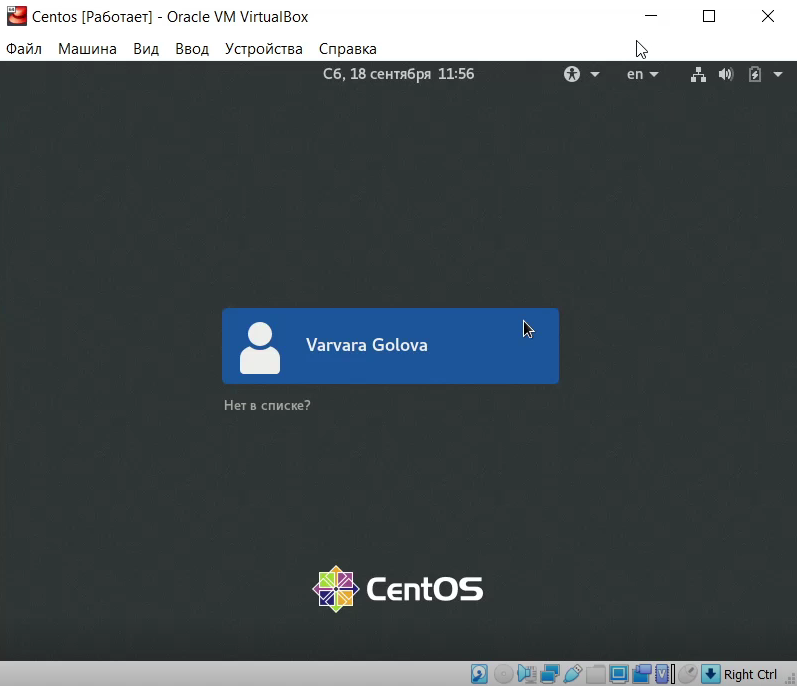 Centos [Работает] - Oracle VM VirtualBox
Файл Машина Вид Ввод Устройства Справка
Сб, 18 сентября 11:56 en
Varvara Golova
Нет в списке?
CentOS
Right Ctrl